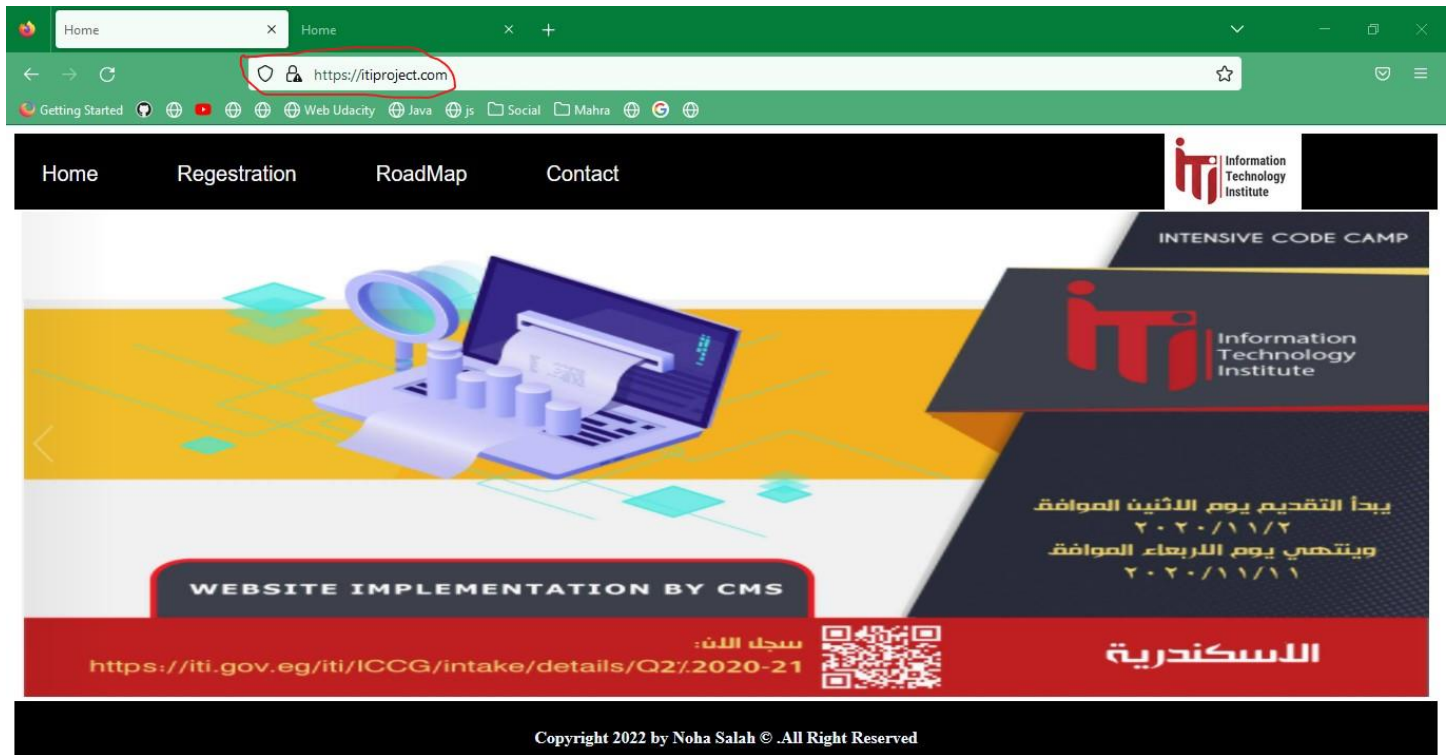 Home
Home
https://itiproject.com
Getting Started
Web Udacity
Java
js
Social
Mahra
Home
Regestration
RoadMap
Contact
Information
Technology
Institute
INTENSIVE CODE CAMP
Information
Technology
Institute
يبدأ التقديم يوم الاثنين الموافق
٢٠٢٠/١١/٢
وينتهي يوم الاربعاء الموافق
٢٠٢٠/١١/١١
WEBSITE IMPLEMENTATION BY CMS
سجل الان:
https://iti.gov.eg/iti/ICCG/intake/details/Q2٪2020-21
الاسكندرية
Copyright 2022 by Noha Salah © .All Right Reserved